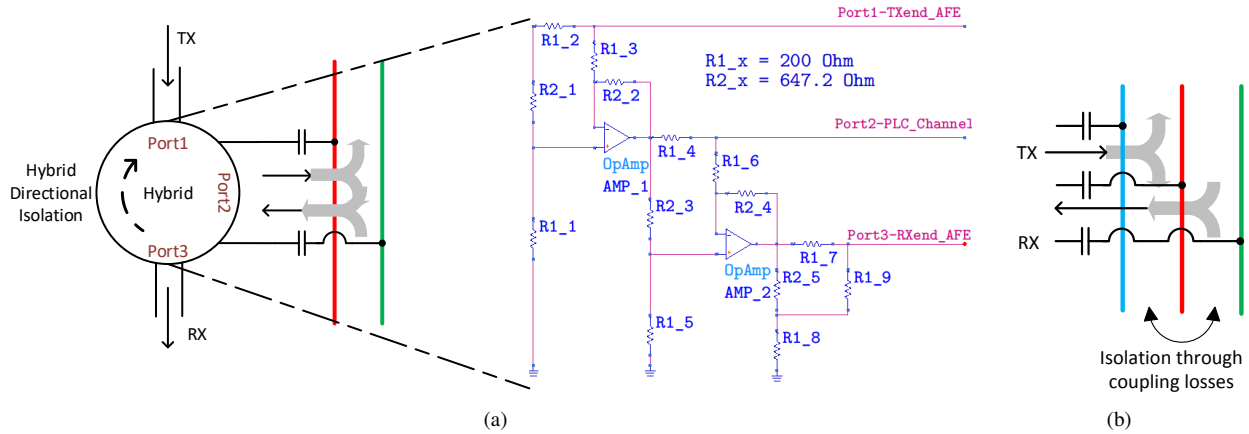 TX
Port1
Hybrid
Directional
Isolation
Hybrid
Port2
Port3
RX
Port1-TXend_AFE
R1_2
R1_3
R1_x = 200 Ohm
R2_x = 647.2 Ohm
R2_1
R2_2
Port2-PLC_Channel
R1_4
OpAmp
AMP_1
R1_6
R2_3
R2_4
R1_1
Port3-RXend_AFE
R1_7
OpAmp
AMP_2
R2_5
R1_9
R1_5
R1_8
(a)
TX
RX
Isolation through
coupling losses
(b)